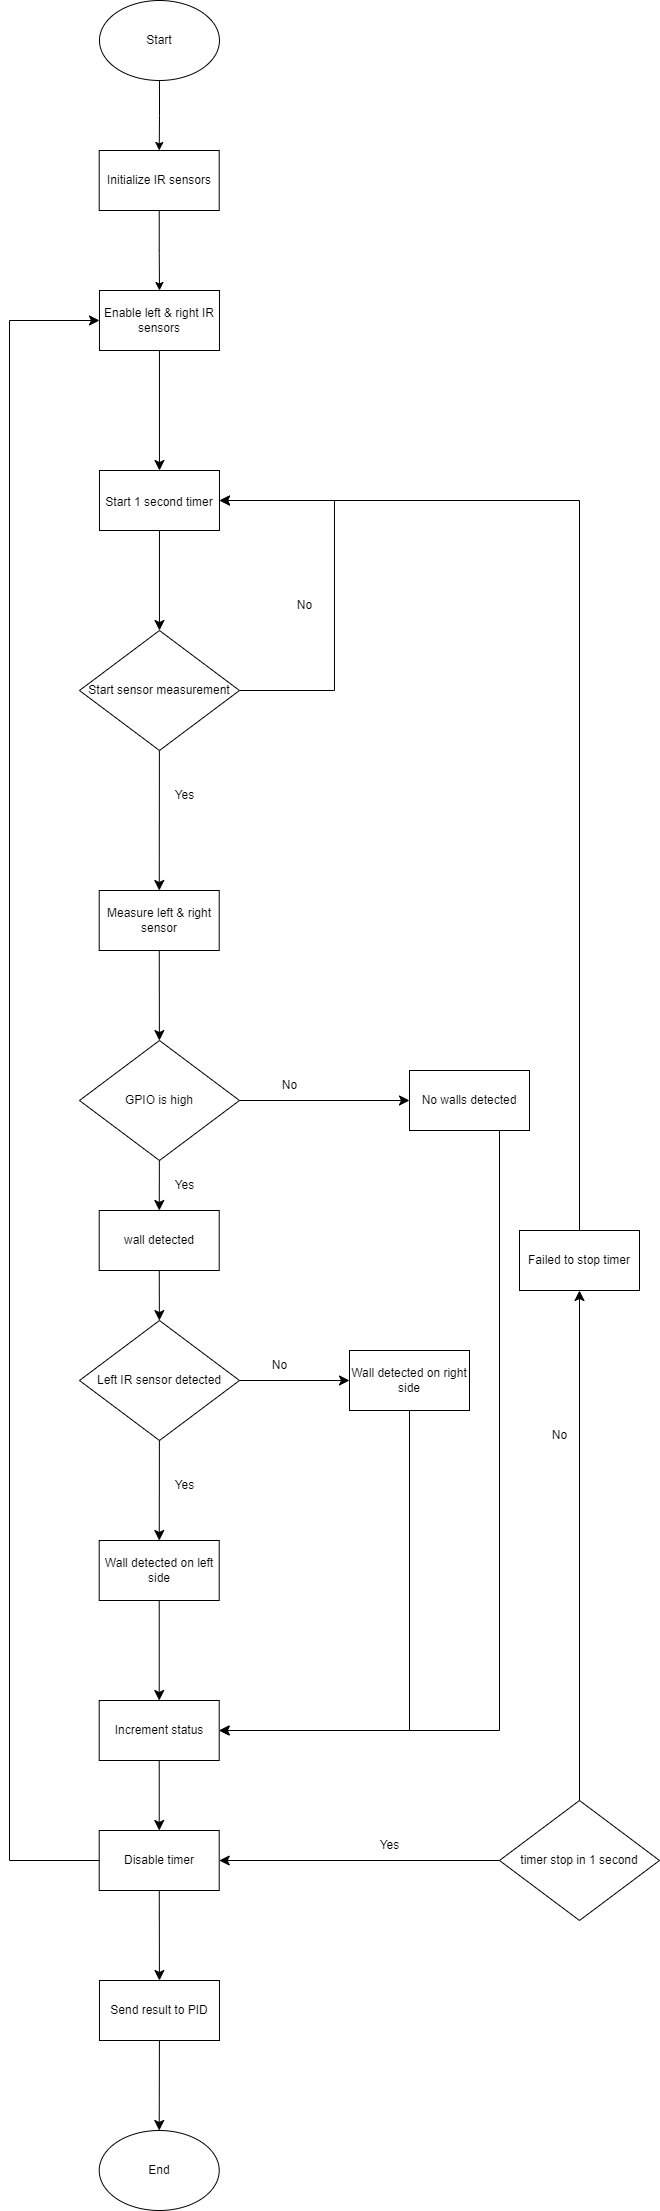 Start
Initialize IR sensors
Enable left & right IR
sensors
Start 1 second timer
No
Start sensor measurement
Yes
Measure left & right
sensor
GPIO is high
No
No walls detected
Yes
wall detected
Failed to stop timer
Left IR sensor detected
No
Wall detected on right
side
No
Yes
Wall detected on left
side
Increment status
Disable timer
Yes
timer stop in 1 second
Send result to PID
End